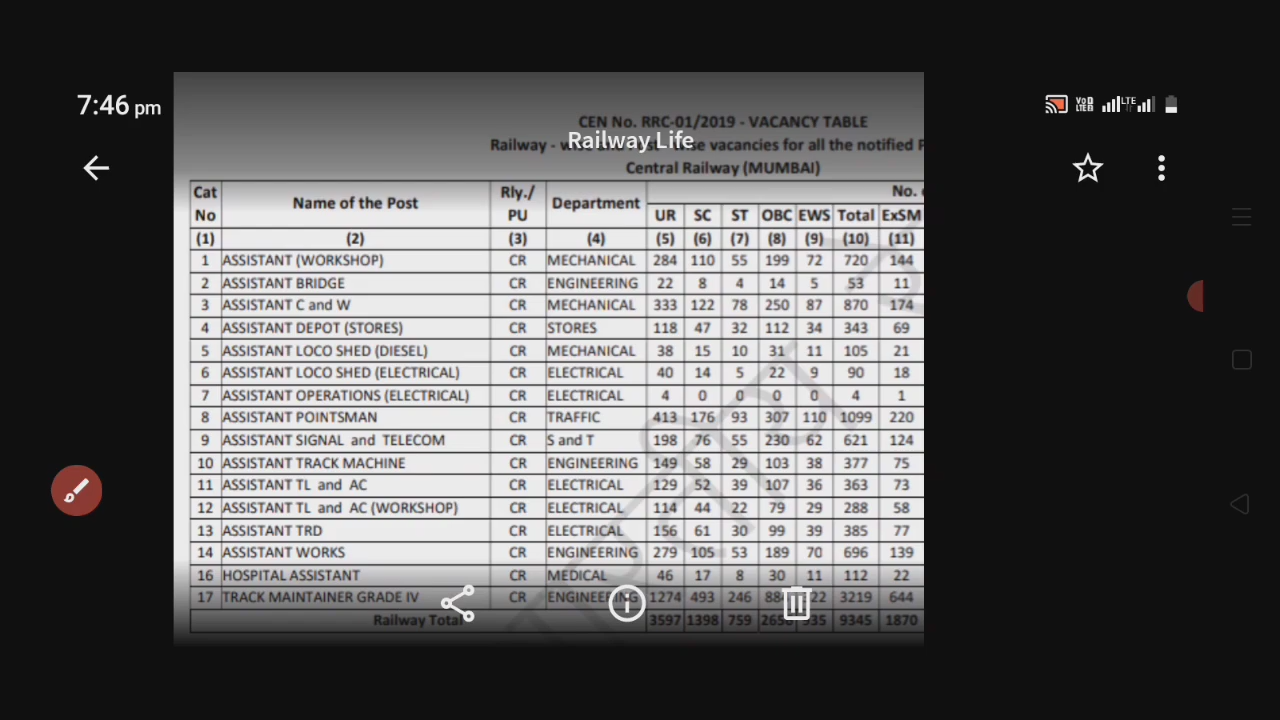 7:46 pm
VoD LTED LTE
CEN No. RRC-01/2019 - VACANCY TABLE
Railway Life
Railway - wise vacancies for all the notified P
Central Railway (MUMBAI)
Cat No Name of the Post Rly./ PU Department No.
UR SC ST OBC EWS Total ExSM
(1) (2) (3) (4) (5) (6) (7) (8) (9) (10) (11)
1 ASSISTANT (WORKSHOP) CR MECHANICAL 284 110 55 199 72 720 144
2 ASSISTANT BRIDGE CR ENGINEERING 22 8 4 14 5 53 11
3 ASSISTANT C and W CR MECHANICAL 333 122 78 250 87 870 174
4 ASSISTANT DEPOT (STORES) CR STORES 118 47 32 112 34 343 69
5 ASSISTANT LOCO SHED (DIESEL) CR MECHANICAL 38 15 10 31 11 105 21
6 ASSISTANT LOCO SHED (ELECTRICAL) CR ELECTRICAL 40 14 5 22 9 90 18
7 ASSISTANT OPERATIONS (ELECTRICAL) CR ELECTRICAL 4 0 0 0 0 4 1
8 ASSISTANT POINTSMAN CR TRAFFIC 413 176 93 307 110 1099 220
9 ASSISTANT SIGNAL and TELECOM CR S and T 198 76 55 230 62 621 124
10 ASSISTANT TRACK MACHINE CR ENGINEERING 149 58 29 103 38 377 75
11 ASSISTANT TL and AC CR ELECTRICAL 129 52 39 107 36 363 73
12 ASSISTANT TL and AC (WORKSHOP) CR ELECTRICAL 114 44 22 79 29 288 58
13 ASSISTANT TRD CR ELECTRICAL 156 61 30 99 39 385 77
14 ASSISTANT WORKS CR ENGINEERING 279 105 53 189 70 696 139
16 HOSPITAL ASSISTANT CR MEDICAL 46 17 8 30 11 112 22
17 TRACK MAINTAINER GRADE IV CR ENGINEERING 1274 493 246 3219 644
Railway Total 3597 1398 759 9345 1870